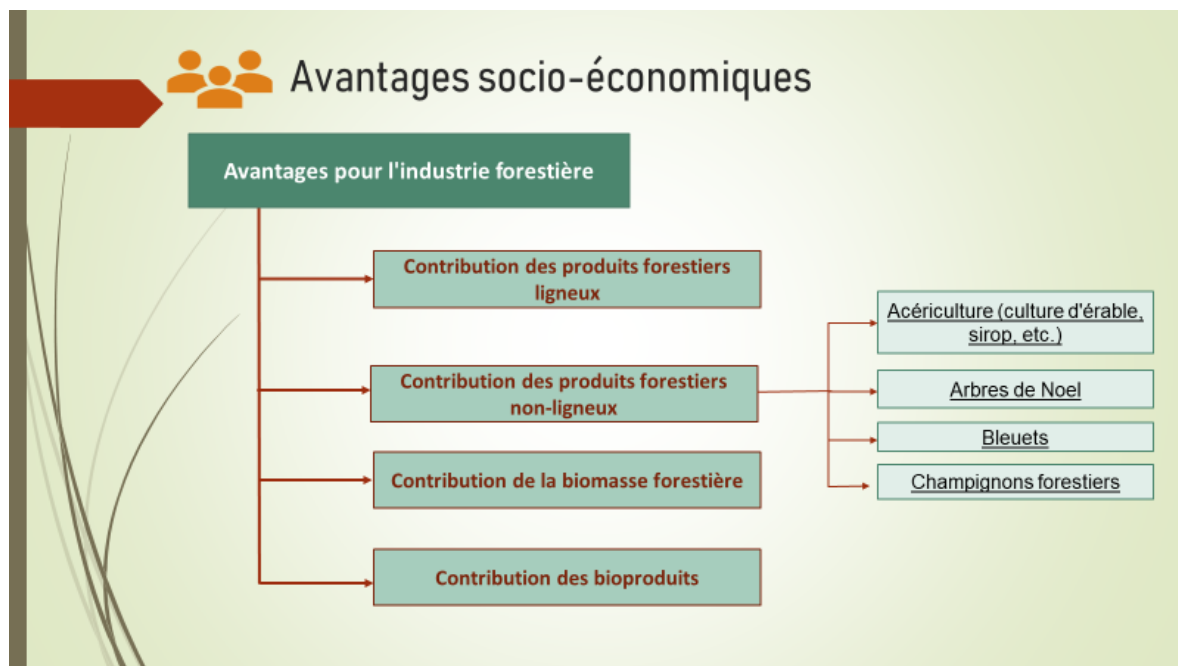 Avantages socio-économiques
Avantages pour l'industrie forestière
Contribution des produits forestiers
ligneux
Contribution des produits forestiers
non-ligneux
Acériculture (culture d'érable,
sirop, etc.)
Arbres de Noel
Bleuets
Champignons forestiers
Contribution de la biomasse forestière
Contribution des bioproduits